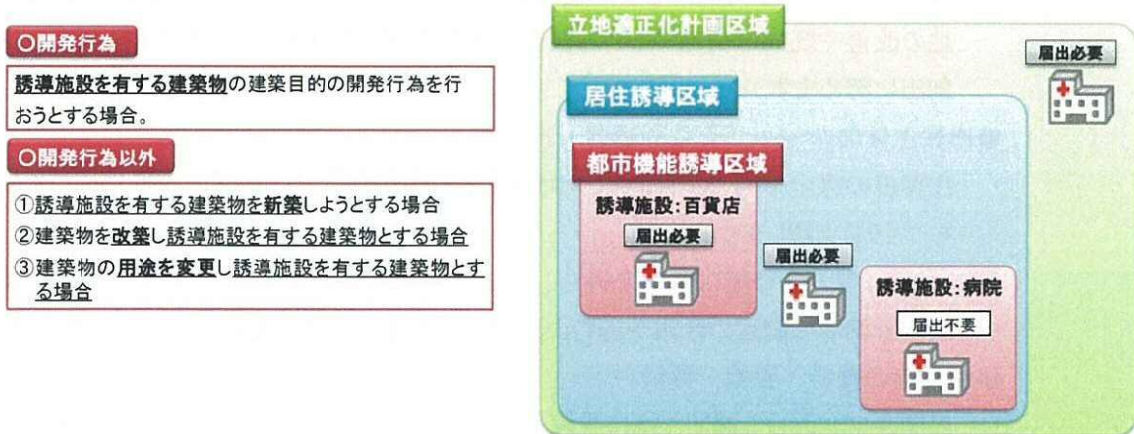 〇開発行為
誘導施設を有する建築物の建築目的の開発行為を行
おうとする場合。
〇開発行為以外
①誘導施設を有する建築物を新築しようとする場合
②建築物を改築し誘導施設を有する建築物とする場合
③建築物の用途を変更し誘導施設を有する建築物とす
る場合
立地適正化計画区域
届出必要
居住誘導区域
都市機能誘導区域
誘導施設:百貨店
届出必要
届出必要
誘導施設:病院
届出不要